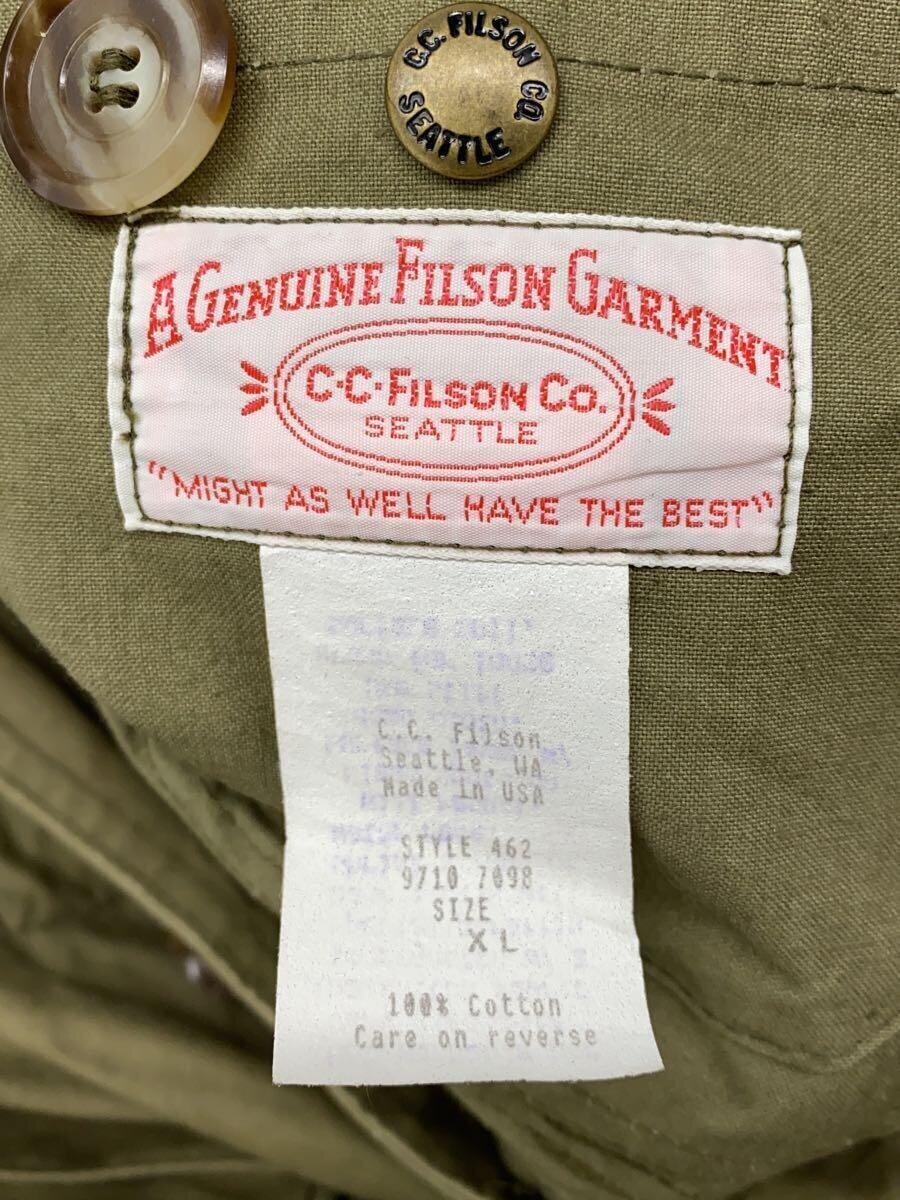 C.C. FILSON CO.
SEATTLE
A GENUINE FILSON GARMENT
C·C·FILSON CO.
SEATTLE
"MIGHT AS WELL HAVE THE BEST"
C.C. Filson
Seattle, WA
Made in USA
STYLE 462
9710 7098
SIZE
XL
100% Cotton
Care on reverse